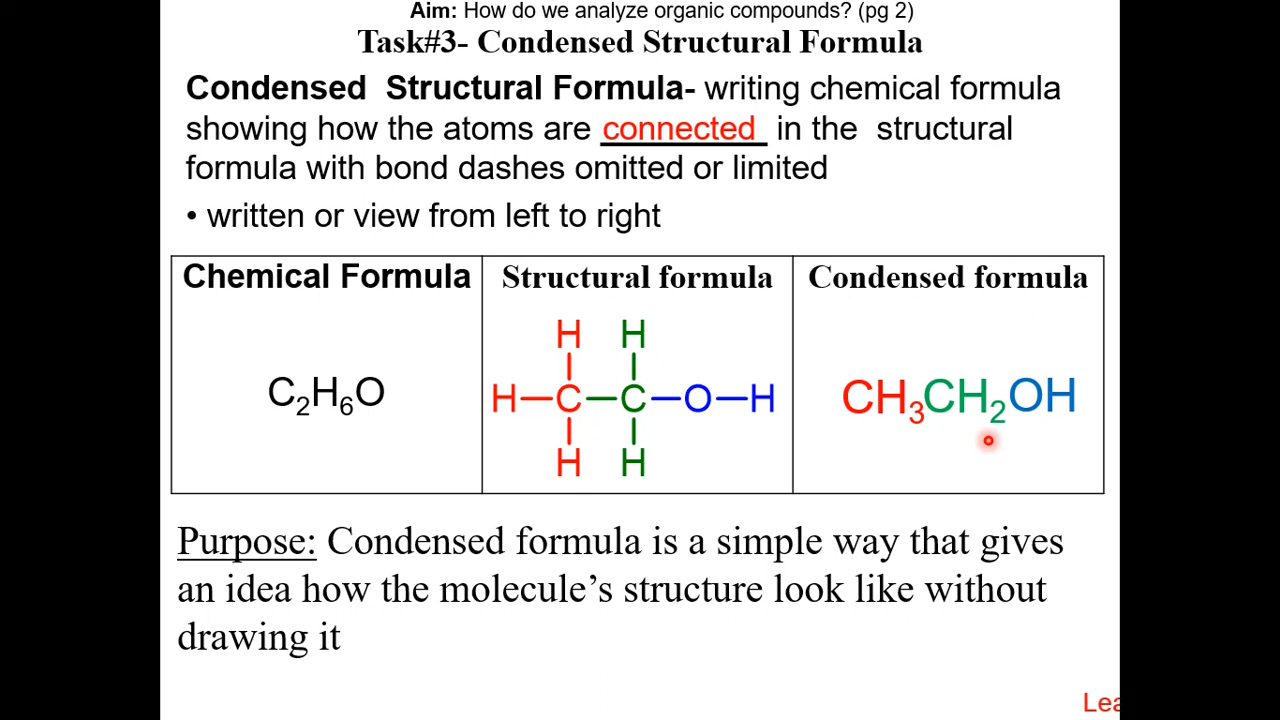 Aim: How do we analyze organic compounds? (pg 2)
Task#3- Condensed Structural Formula
Condensed Structural Formula- writing chemical formula
showing how the atoms are connected in the structural
formula with bond dashes omitted or limited
• written or view from left to right
Chemical Formula
Structural formula
Condensed formula
H H
H—C—C—O—H
H H
C₂H₆O
CH₃CH₂OH
Purpose: Condensed formula is a simple way that gives
an idea how the molecule’s structure look like without
drawing it